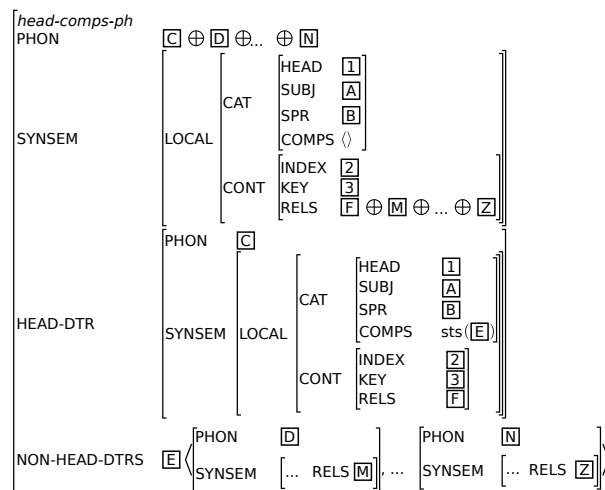 head-comps-ph
PHON C ⊕ D ⊕... ⊕ N
HEAD 1
SUBJ A
CAT
SPR B
SYNSEM LOCAL COMPS ⟨⟩
INDEX 2
CONT KEY 3
RELS F ⊕ M ⊕ ... ⊕ Z
PHON C
HEAD 1
SUBJ A
CAT
SPR B
HEAD-DTR SYNSEM LOCAL COMPS sts(E)
INDEX 2
CONT KEY 3
RELS F
PHON D PHON N
NON-HEAD-DTRS E ⟨ , ... ⟩
SYNSEM [... RELS M] SYNSEM [... RELS Z]